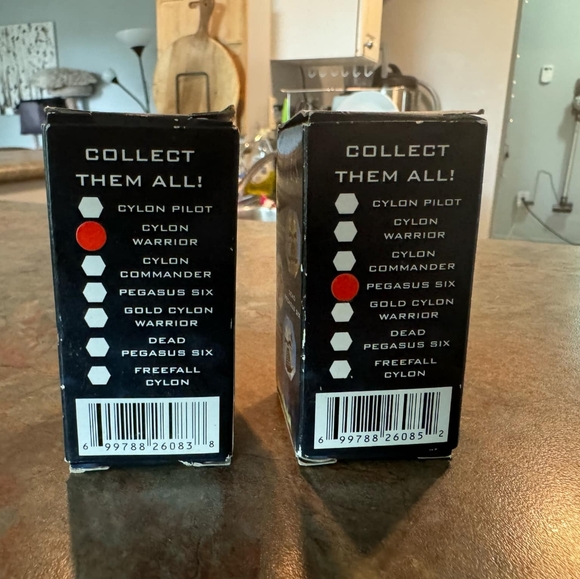 COLLECT
THEM ALL!
CYLON PILOT
CYLON
WARRIOR
CYLON
COMMANDER
PEGASUS SIX
GOLD CYLON
WARRIOR
DEAD
PEGASUS SIX
FREEFALL
CYLON
6 99788 26083 8
COLLECT
THEM ALL!
CYLON PILOT
CYLON
WARRIOR
CYLON
COMMANDER
PEGASUS SIX
GOLD CYLON
WARRIOR
DEAD
PEGASUS SIX
FREEFALL
CYLON
6 99788 26085 2